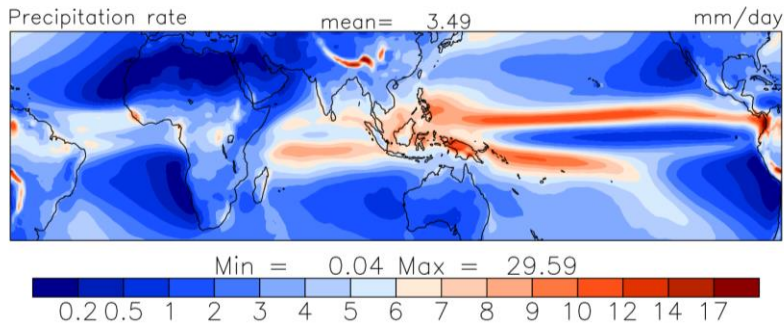 Precipitation rate mean= 3.49 mm/day
Min = 0.04 Max = 29.59
0.2 0.5 1 2 3 4 5 6 7 8 9 10 12 14 17